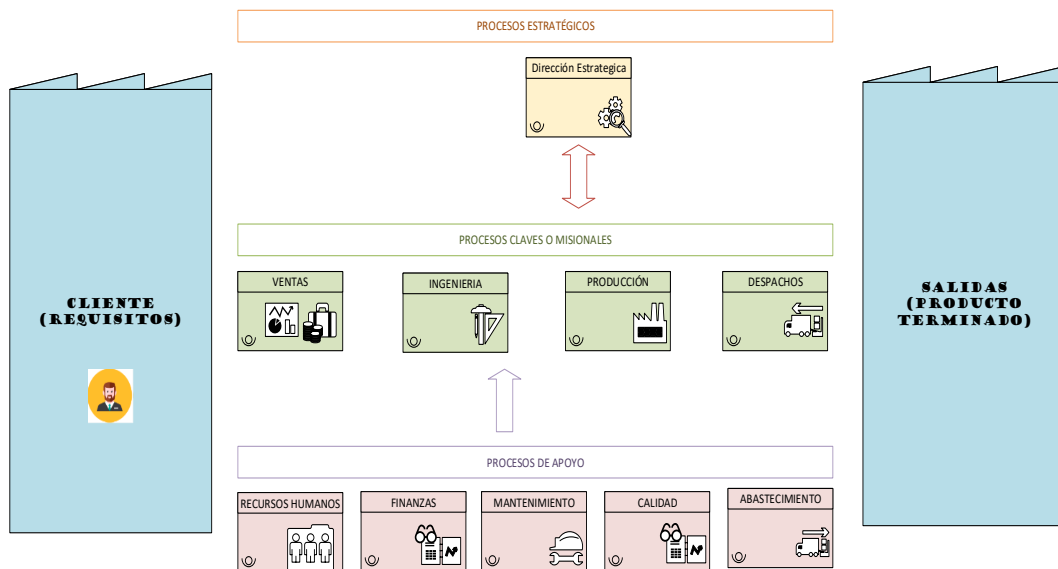 PROCESOS ESTRATÉGICOS
Dirección Estrategica
PROCESOS CLAVES O MISIONALES
VENTAS
INGENIERIA
PRODUCCIÓN
DESPACHOS
CLIENTE
(REQUISITOS)
SALIDAS
(PRODUCTO
TERMINADO)
PROCESOS DE APOYO
RECURSOS HUMANOS
FINANZAS
MANTENIMIENTO
CALIDAD
ABASTECIMIENTO